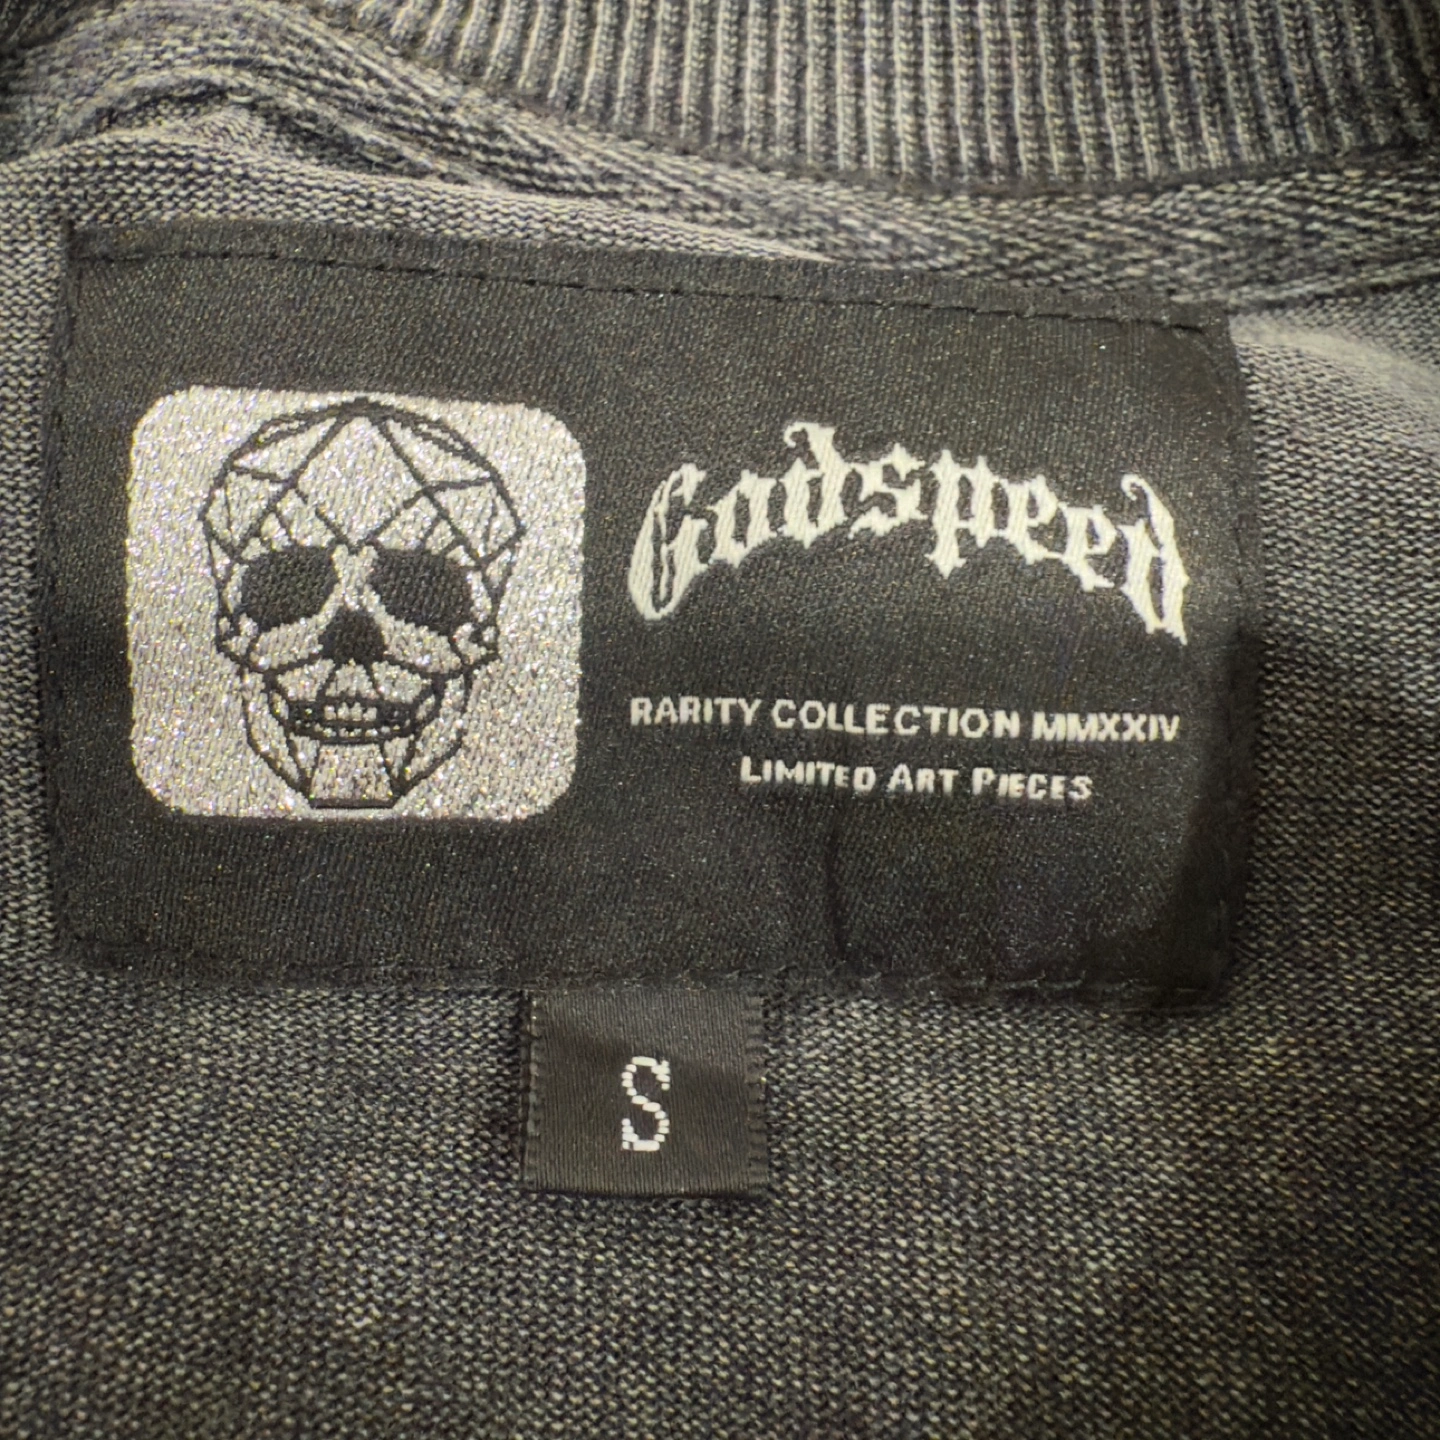 Godspeed
RARITY COLLECTION MMXXIV
LIMITED ART PIECES
S